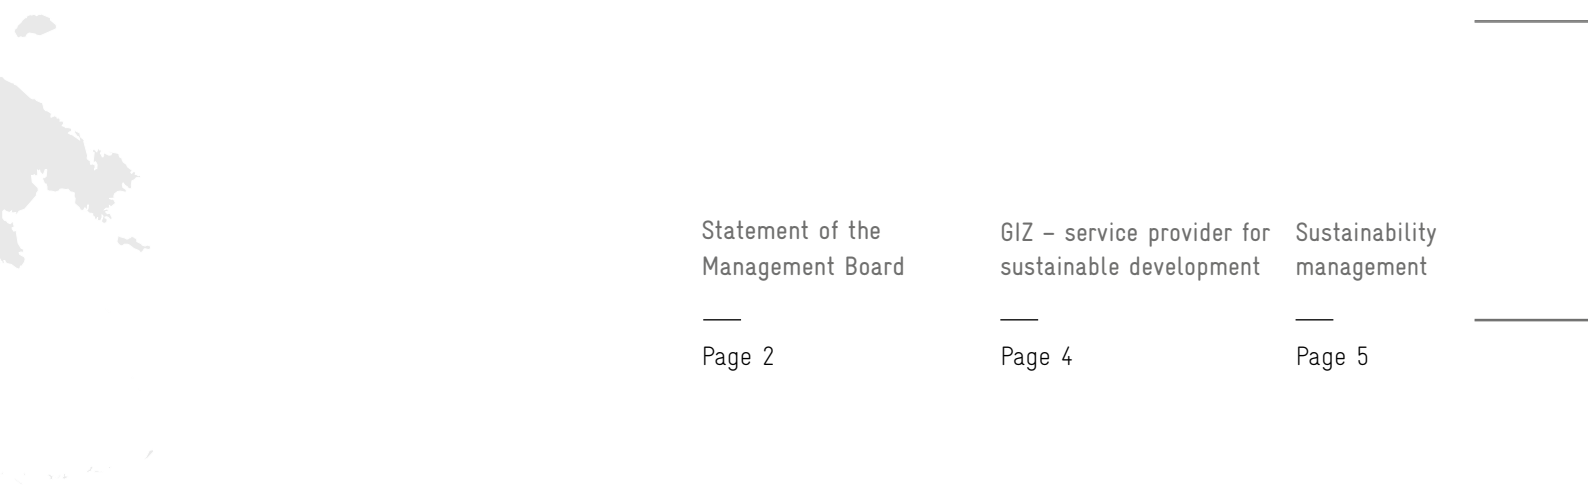 Statement of the
Management Board
Page 2
GIZ – service provider for
sustainable development
Page 4
Sustainability
management
Page 5